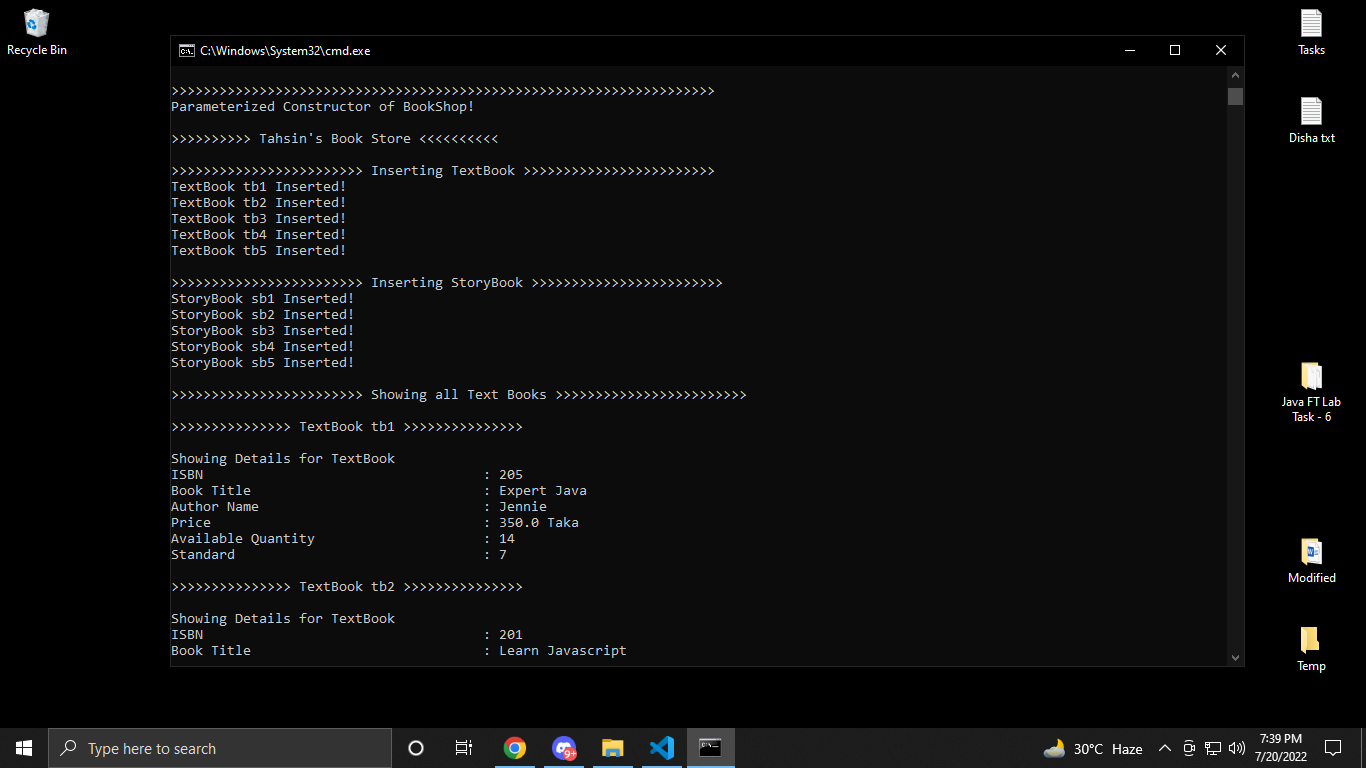 Recycle Bin
C:\Windows\System32\cmd.exe
>>>>>>>>>>>>>>>>>>>>>>>>>>>>>>>>>>>>>>>>>>>>>>>>>>>>>>>>>>>>>>>>>>>>
Parameterized Constructor of BookShop!
>>>>>>>>>> Tahsin's Book Store <<<<<<<<<<
>>>>>>>>>>>>>>>>>>>>>>>> Inserting TextBook >>>>>>>>>>>>>>>>>>>>>>>>
TextBook tb1 Inserted!
TextBook tb2 Inserted!
TextBook tb3 Inserted!
TextBook tb4 Inserted!
TextBook tb5 Inserted!
>>>>>>>>>>>>>>>>>>>>>>>> Inserting StoryBook >>>>>>>>>>>>>>>>>>>>>>>>
StoryBook sb1 Inserted!
StoryBook sb2 Inserted!
StoryBook sb3 Inserted!
StoryBook sb4 Inserted!
StoryBook sb5 Inserted!
>>>>>>>>>>>>>>>>>>>>>>>> Showing all Text Books >>>>>>>>>>>>>>>>>>>>>>>>
>>>>>>>>>>>>>>> TextBook tb1 >>>>>>>>>>>>>>>
Showing Details for TextBook
ISBN : 205
Book Title : Expert Java
Author Name : Jennie
Price : 350.0 Taka
Available Quantity : 14
Standard : 7
>>>>>>>>>>>>>>> TextBook tb2 >>>>>>>>>>>>>>>
Showing Details for TextBook
ISBN : 201
Book Title : Learn Javascript
Tasks
Disha txt
Java FT Lab
Task - 6
Modified
Temp
Type here to search
9+
30°C Haze
7:39 PM
7/20/2022